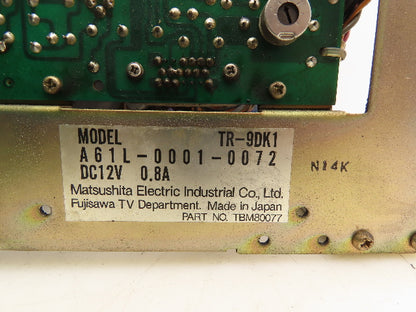 MODEL TR-9DK1
A61L-0001-0072
DC12V 0.8A
Matsushita Electric Industrial Co., Ltd.
Fujisawa TV Department. Made in Japan
PART NO. TBM80077
N14K